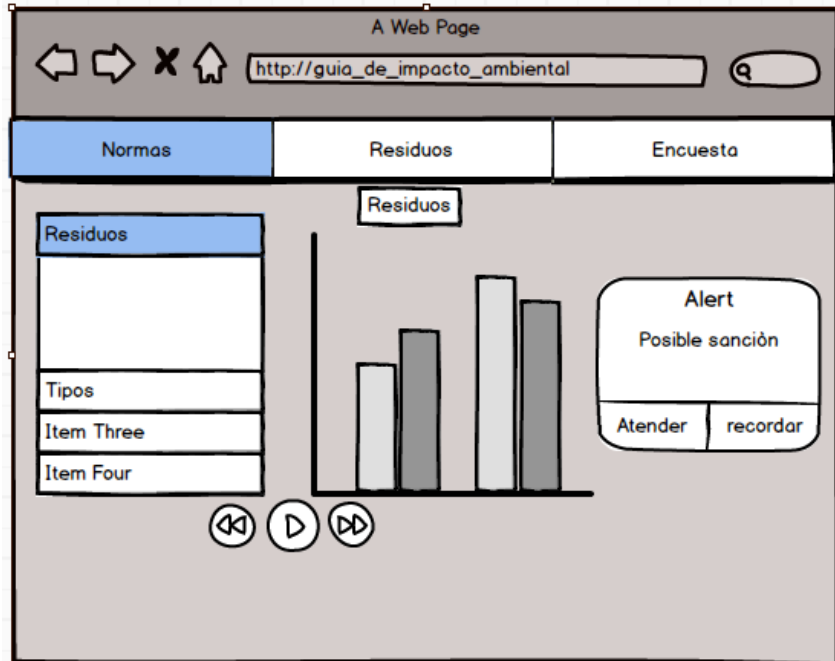 A Web Page
http://guia_de_impacto_ambiental
Normas
Residuos
Encuesta
Residuos
Tipos
Item Three
Item Four
Residuos
Alert
Posible sanciòn
Atender
recordar